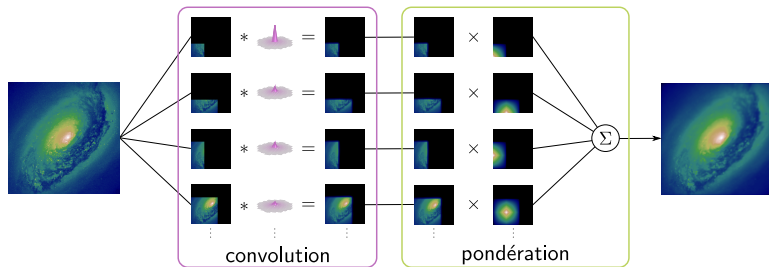 * = ×
* = ×
Σ
* = ×
* = ×
convolution
pondération